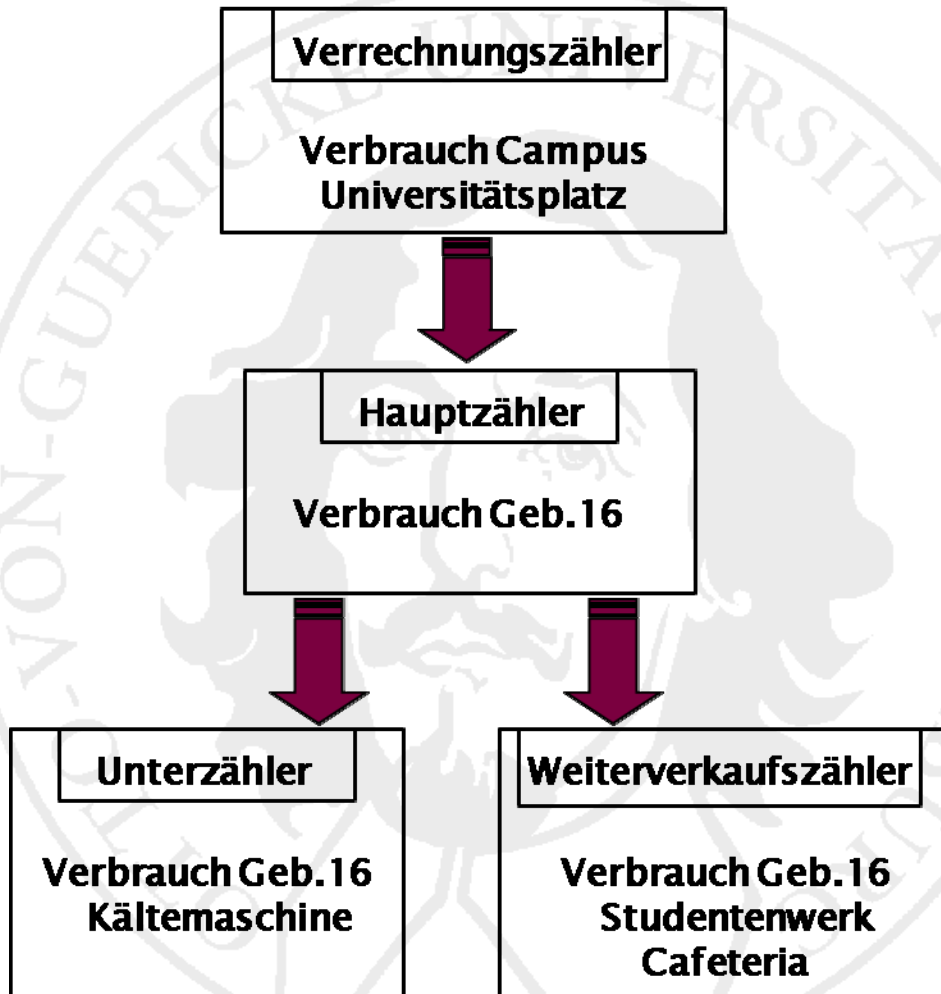 Verrechnungszähler
Verbrauch Campus
Universitätsplatz
Hauptzähler
Verbrauch Geb.16
Unterzähler
Verbrauch Geb.16
Kältemaschine
Weiterverkaufszähler
Verbrauch Geb.16
Studentenwerk
Cafeteria